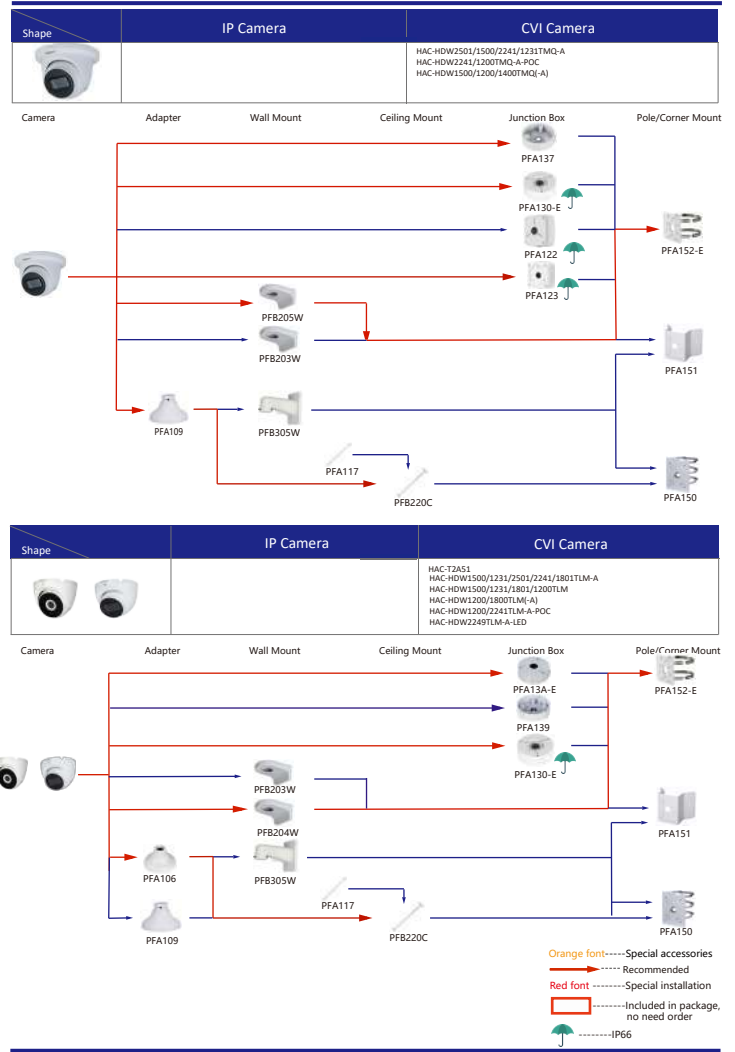 Shape
IP Camera
CVI Camera
HAC-HDW2501/1500/2241/1231TMQ-A
HAC-HDW2241/1200TMQ-A-POC
HAC-HDW1500/1200/1400TMQ(-A)
Camera
Adapter
Wall Mount
Ceiling Mount
Junction Box
Pole/Corner Mount
PFA137
PFA130-E
PFA122
PFA152-E
PFA123
PFB205W
PFB203W
PFA151
PFA109
PFB305W
PFA117
PFB220C
PFA150
Shape
IP Camera
CVI Camera
HAC-T2A51
HAC-HDW1500/1231/2501/2241/1801TLM-A
HAC-HDW1500/1231/1801/1200TLM
HAC-HDW1200/1800TLM(-A)
HAC-HDW1200/2241TLM-A-POC
HAC-HDW2249TLM-A-LED
Camera
Adapter
Wall Mount
Ceiling Mount
Junction Box
Pole/Corner Mount
PFA13A-E
PFA152-E
PFA139
PFA130-E
PFB203W
PFB204W
PFA151
PFA106
PFB305W
PFA117
PFA109
PFB220C
PFA150
Orange font-----Special accessories
---- Recommended
Red font -------Special installation
--------Included in package,
no need order
-------IP66